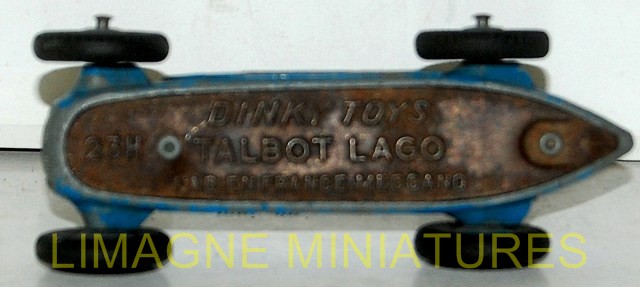 DINKY TOYS
23H TALBOT LAGO
FAB. EN FRANCE MECCANO
LIMAGNE MINIATURES